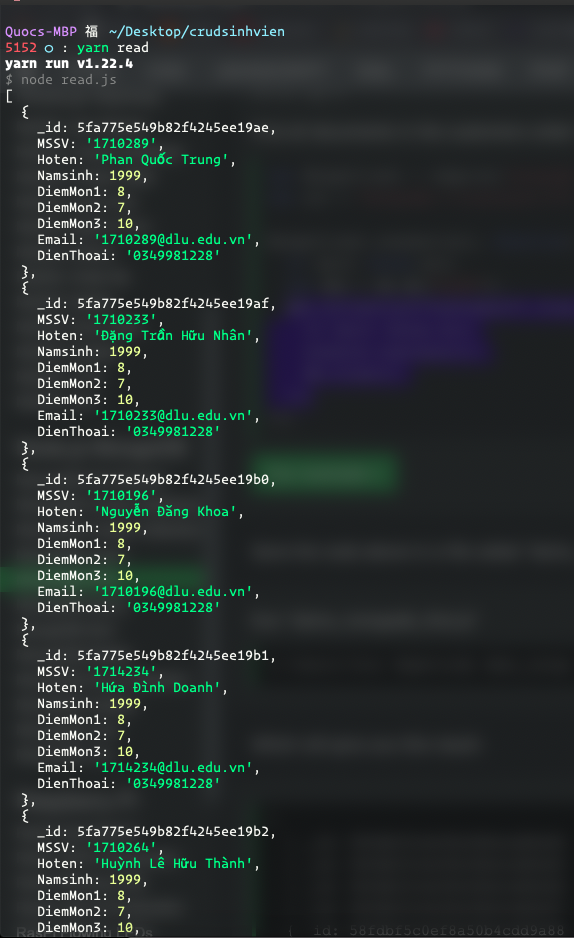 Quocs-MBP 福 ~/Desktop/crudsinhvien
5152 ○ : yarn read
yarn run v1.22.4
$ node read.js
[
  {
    _id: 5fa775e549b82f4245ee19ae,
    MSSV: '1710289',
    Hoten: 'Phan Quốc Trung',
    Namsinh: 1999,
    DiemMon1: 8,
    DiemMon2: 7,
    DiemMon3: 10,
    Email: '1710289@dlu.edu.vn',
    DienThoai: '0349981228'
  },
  {
    _id: 5fa775e549b82f4245ee19af,
    MSSV: '1710233',
    Hoten: 'Đặng Trần Hữu Nhân',
    Namsinh: 1999,
    DiemMon1: 8,
    DiemMon2: 7,
    DiemMon3: 10,
    Email: '1710233@dlu.edu.vn',
    DienThoai: '0349981228'
  },
  {
    _id: 5fa775e549b82f4245ee19b0,
    MSSV: '1710196',
    Hoten: 'Nguyễn Đăng Khoa',
    Namsinh: 1999,
    DiemMon1: 8,
    DiemMon2: 7,
    DiemMon3: 10,
    Email: '1710196@dlu.edu.vn',
    DienThoai: '0349981228'
  },
  {
    _id: 5fa775e549b82f4245ee19b1,
    MSSV: '1714234',
    Hoten: 'Hứa Đình Doanh',
    Namsinh: 1999,
    DiemMon1: 8,
    DiemMon2: 7,
    DiemMon3: 10,
    Email: '1714234@dlu.edu.vn',
    DienThoai: '0349981228'
  },
  {
    _id: 5fa775e549b82f4245ee19b2,
    MSSV: '1710264',
    Hoten: 'Huỳnh Lê Hữu Thành',
    Namsinh: 1999,
    DiemMon1: 8,
    DiemMon2: 7,
    DiemMon3: 10,